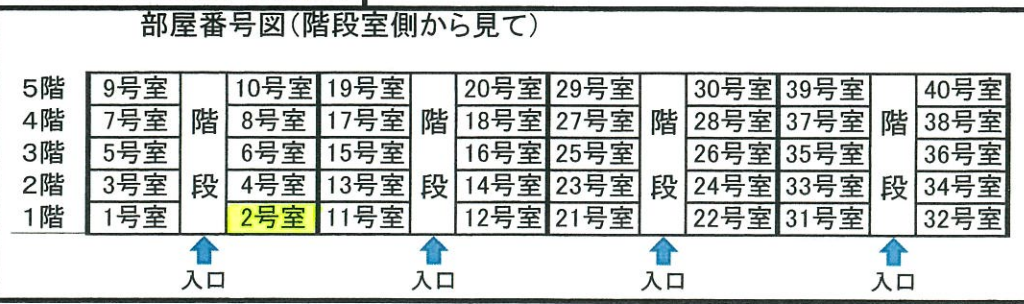 部屋番号図(階段室側から見て)
5階 9号室 10号室 19号室 20号室 29号室 30号室 39号室 40号室
4階 7号室 階 8号室 17号室 階 18号室 27号室 階 28号室 37号室 階 38号室
3階 5号室 6号室 15号室 16号室 25号室 26号室 35号室 36号室
2階 3号室 段 4号室 13号室 段 14号室 23号室 段 24号室 33号室 段 34号室
1階 1号室 2号室 11号室 12号室 21号室 22号室 31号室 32号室
入口 入口 入口 入口